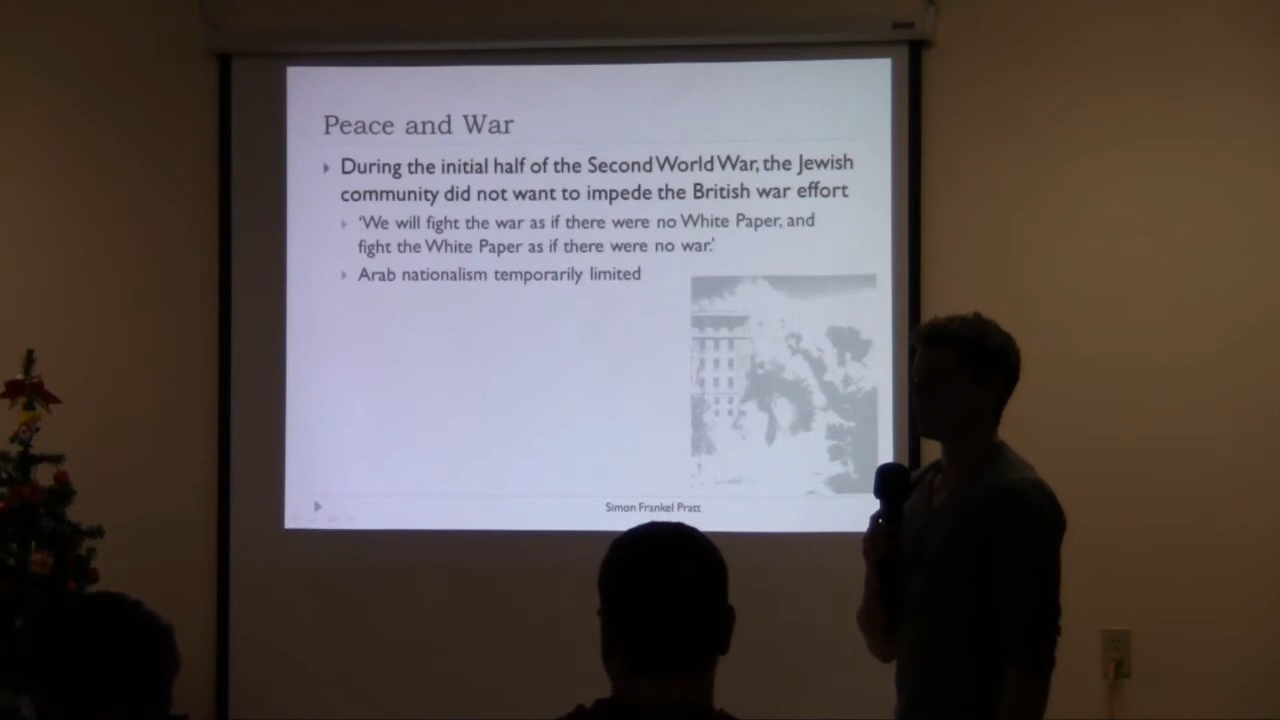 Peace and War
During the initial half of the Second World War, the Jewish
community did not want to impede the British war effort
‘We will fight the war as if there were no White Paper, and
fight the White Paper as if there were no war.’
Arab nationalism temporarily limited
Simon Frankel Pratt